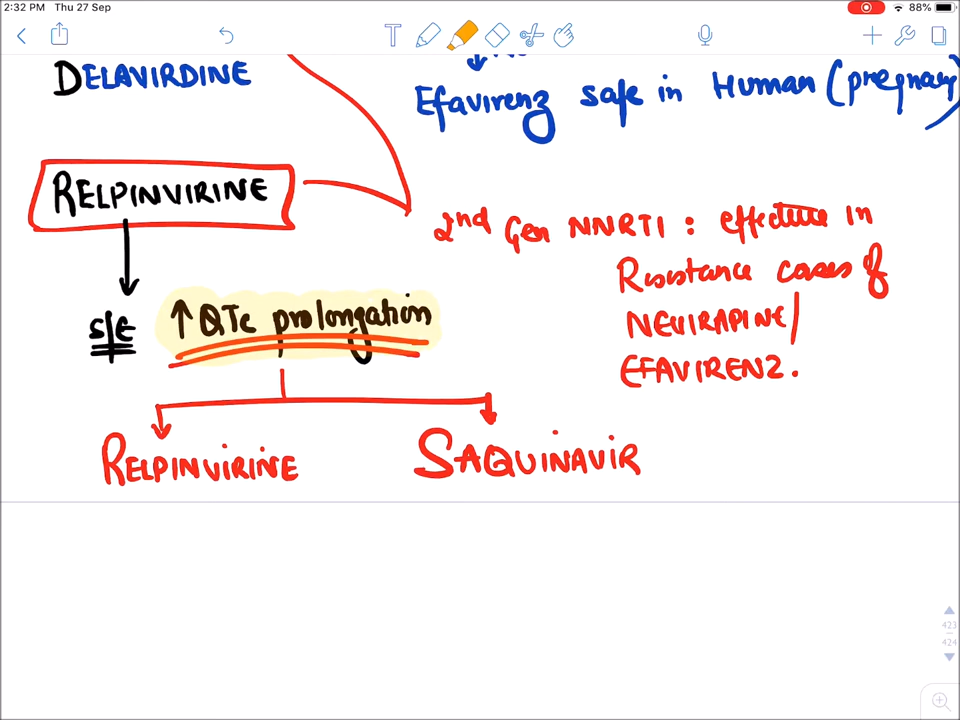 2:32 PM Thu 27 Sep
88%
DELAVIRDINE
Efavirenz safe in Human (pregnancy)
RELPINVIRINE
2nd Gen NNRTI : effective in
Resistance cases of
NEVIRAPINE/
EFAVIRENZ.
S/E ↑ QTc prolongation
RELPINVIRINE SAQUINAVIR
423
424